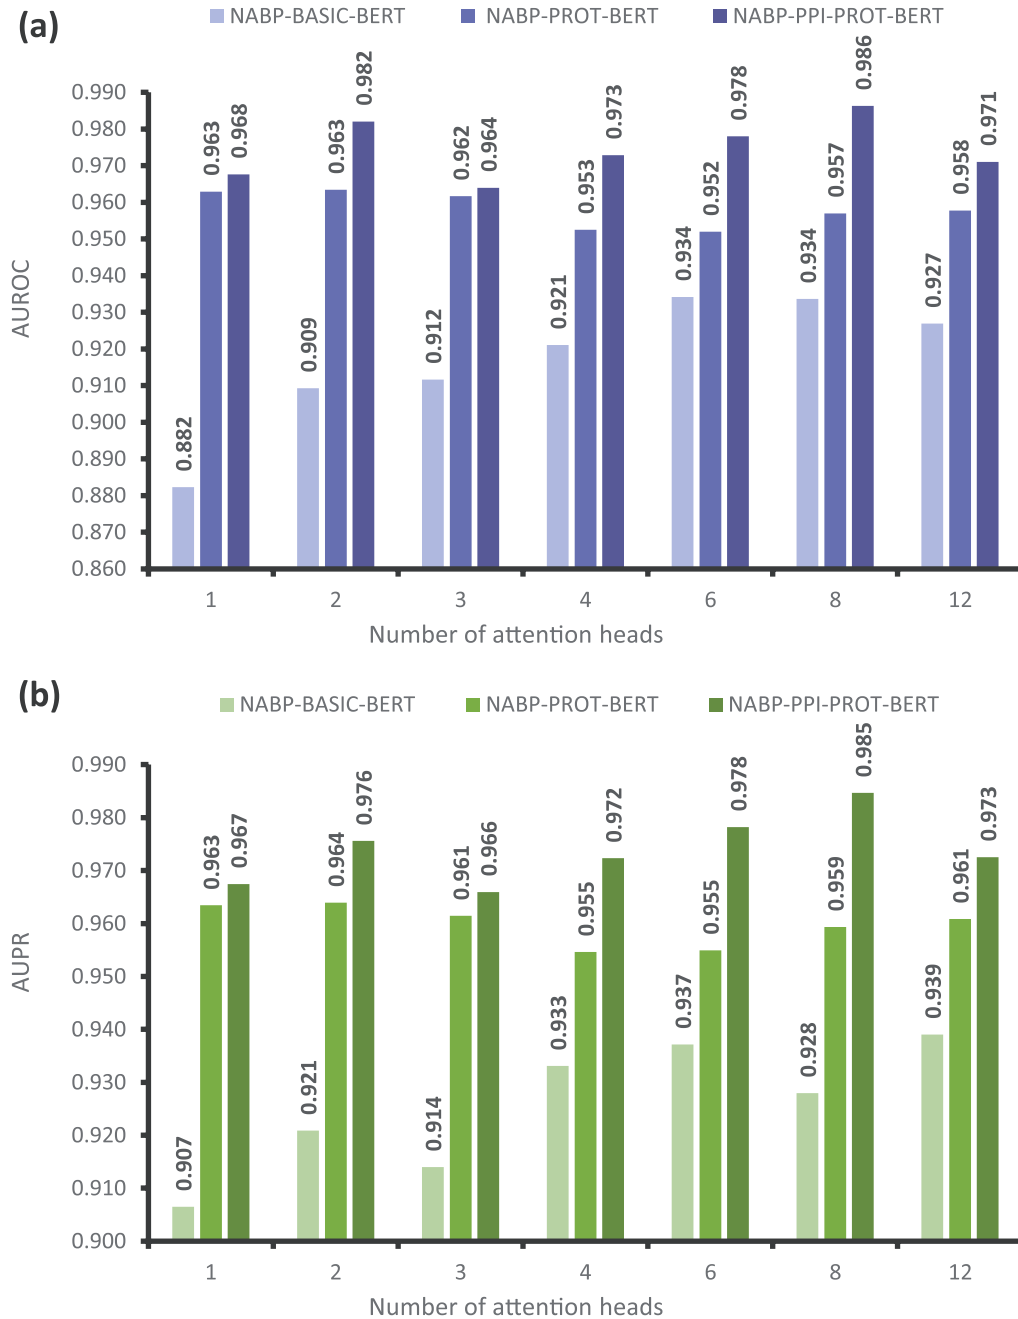 (a)
NABP-BASIC-BERT NABP-PROT-BERT NABP-PPI-PROT-BERT
0.990
0.980
0.970
0.960
0.950
0.940
0.930
0.920
0.910
0.900
0.890
0.880
0.870
0.860
AUROC
0.882 0.963 0.968
0.909 0.963 0.982
0.912 0.962 0.964
0.921 0.953 0.973
0.934 0.952 0.978
0.934 0.957 0.986
0.927 0.958 0.971
1 2 3 4 6 8 12
Number of attention heads
(b)
NABP-BASIC-BERT NABP-PROT-BERT NABP-PPI-PROT-BERT
0.990
0.980
0.970
0.960
0.950
0.940
0.930
0.920
0.910
0.900
AUPR
0.907 0.963 0.967
0.921 0.964 0.976
0.914 0.961 0.966
0.933 0.955 0.972
0.937 0.955 0.978
0.928 0.959 0.985
0.939 0.961 0.973
1 2 3 4 6 8 12
Number of attention heads